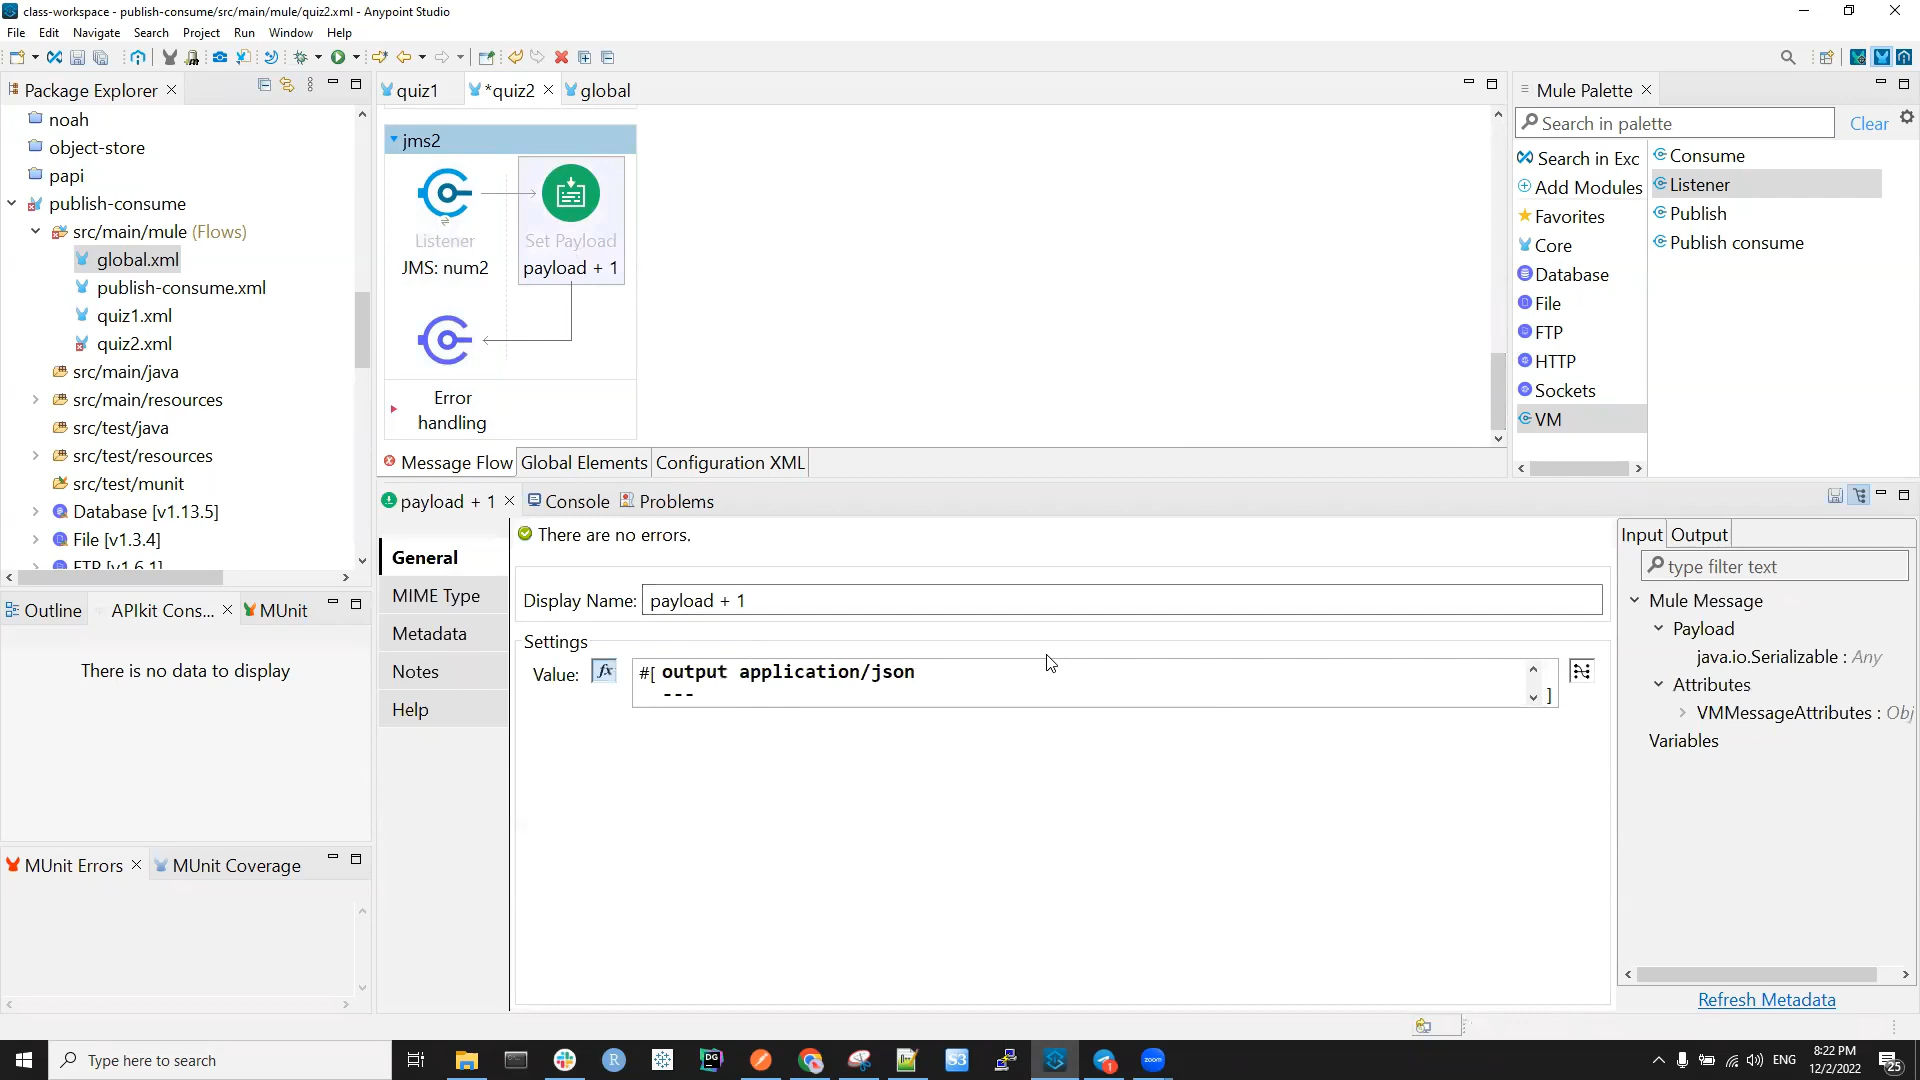 class-workspace - publish-consume/src/main/mule/quiz2.xml - Anypoint Studio
File Edit Navigate Search Project Run Window Help
Package Explorer
noah
object-store
papi
publish-consume
src/main/mule (Flows)
global.xml
publish-consume.xml
quiz1.xml
quiz2.xml
src/main/java
src/main/resources
src/test/java
src/test/resources
src/test/munit
Database [v1.13.5]
File [v1.3.4]
FTP [v1.6.1]
quiz1 *quiz2 global
jms2
Listener
JMS: num2
Set Payload
payload + 1
Error
handling
Message Flow Global Elements Configuration XML
Mule Palette
Search in palette
Clear
Search in Exc
Add Modules
Favorites
Core
Database
File
FTP
HTTP
Sockets
VM
Consume
Listener
Publish
Publish consume
Outline APIkit Cons... MUnit
There is no data to display
MUnit Errors MUnit Coverage
payload + 1 Console Problems
General
MIME Type
Metadata
Notes
Help
There are no errors.
Display Name: payload + 1
Settings
Value: fx #[ output application/json
--- ]
Input Output
type filter text
Mule Message
Payload
java.io.Serializable : Any
Attributes
VMMessageAttributes : Obj
Variables
Refresh Metadata
Type here to search
R
DG
S3
zoom
ENG
8:22 PM
12/2/2022
25